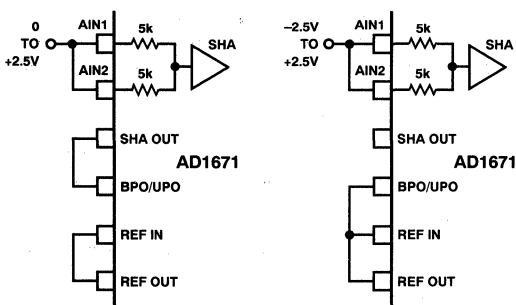 0
TO
+2.5V
AIN1
5k
SHA
AIN2
5k
SHA OUT
AD1671
BPO/UPO
REF IN
REF OUT
–2.5V
TO
+2.5V
AIN1
5k
SHA
AIN2
5k
SHA OUT
AD1671
BPO/UPO
REF IN
REF OUT